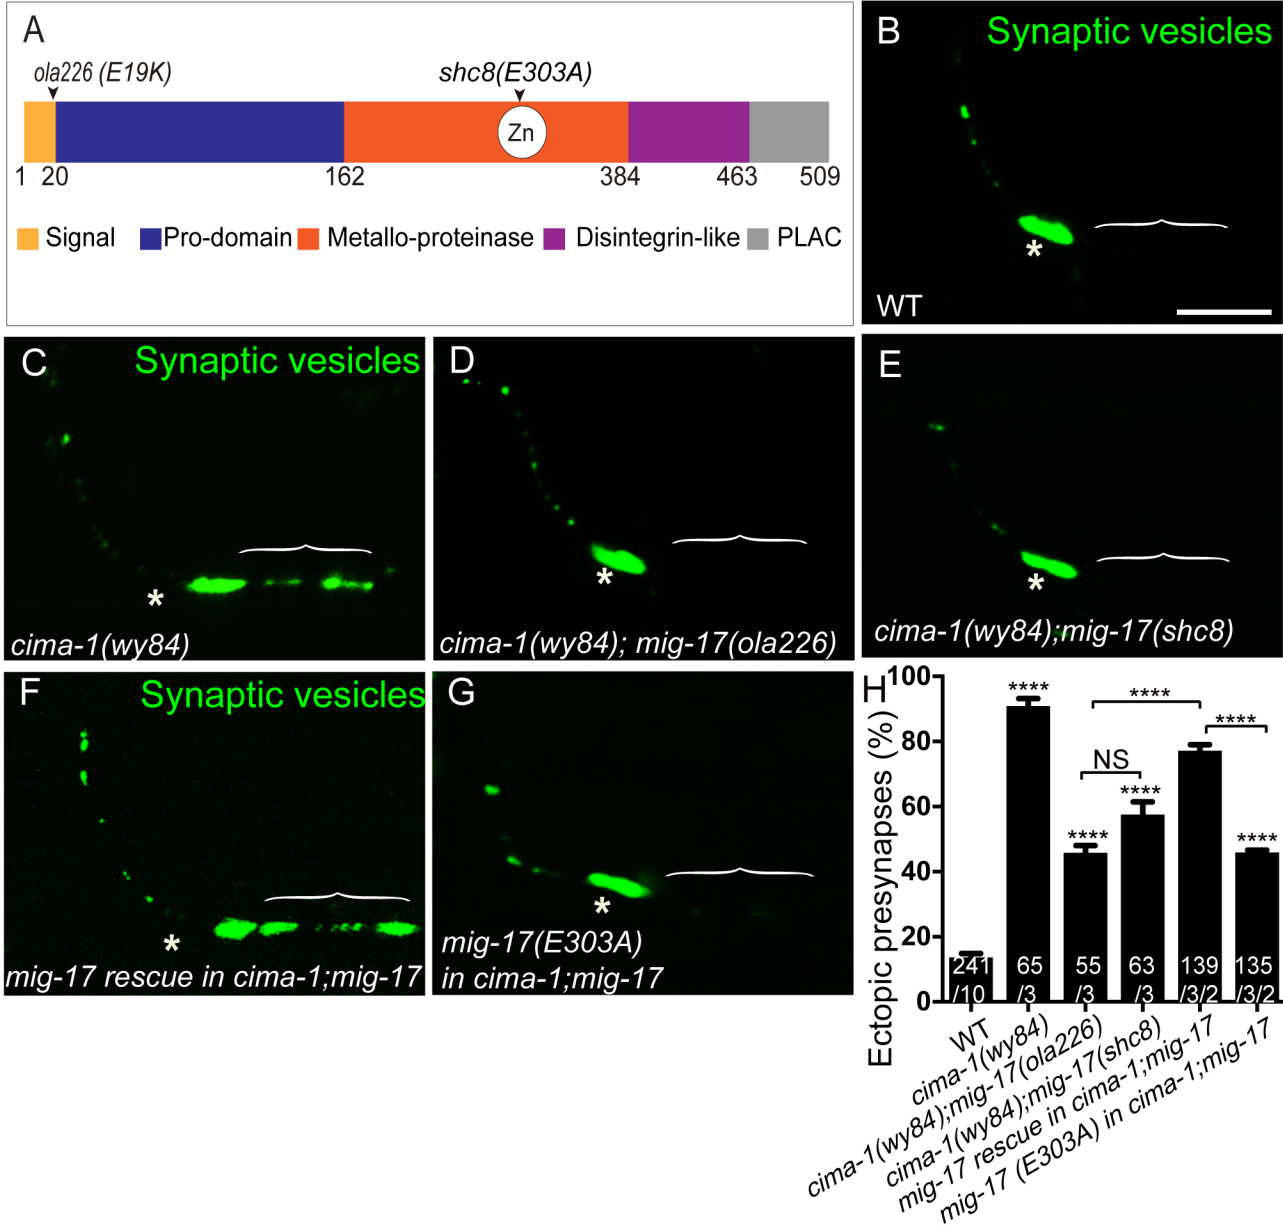 A
ola226 (E19K)
shc8(E303A)
Zn
1 20 162 384 463 509
Signal Pro-domain Metallo-proteinase Disintegrin-like PLAC
B
Synaptic vesicles
*
WT
C
Synaptic vesicles
*
cima-1(wy84)
D
*
cima-1(wy84); mig-17(ola226)
E
*
cima-1(wy84);mig-17(shc8)
F
Synaptic vesicles
*
mig-17 rescue in cima-1;mig-17
G
*
mig-17(E303A)
in cima-1;mig-17
H
Ectopic presynapses (%)
100
80
60
40
20
0
****
****
****
NS
****
****
****
241 65 55 63 139 135
/10 /3 /3 /3 /3/2 /3/2
WT
cima-1(wy84)
cima-1(wy84);mig-17(ola226)
cima-1(wy84);mig-17(shc8)
mig-17 rescue in cima-1;mig-17
mig-17 (E303A) in cima-1;mig-17